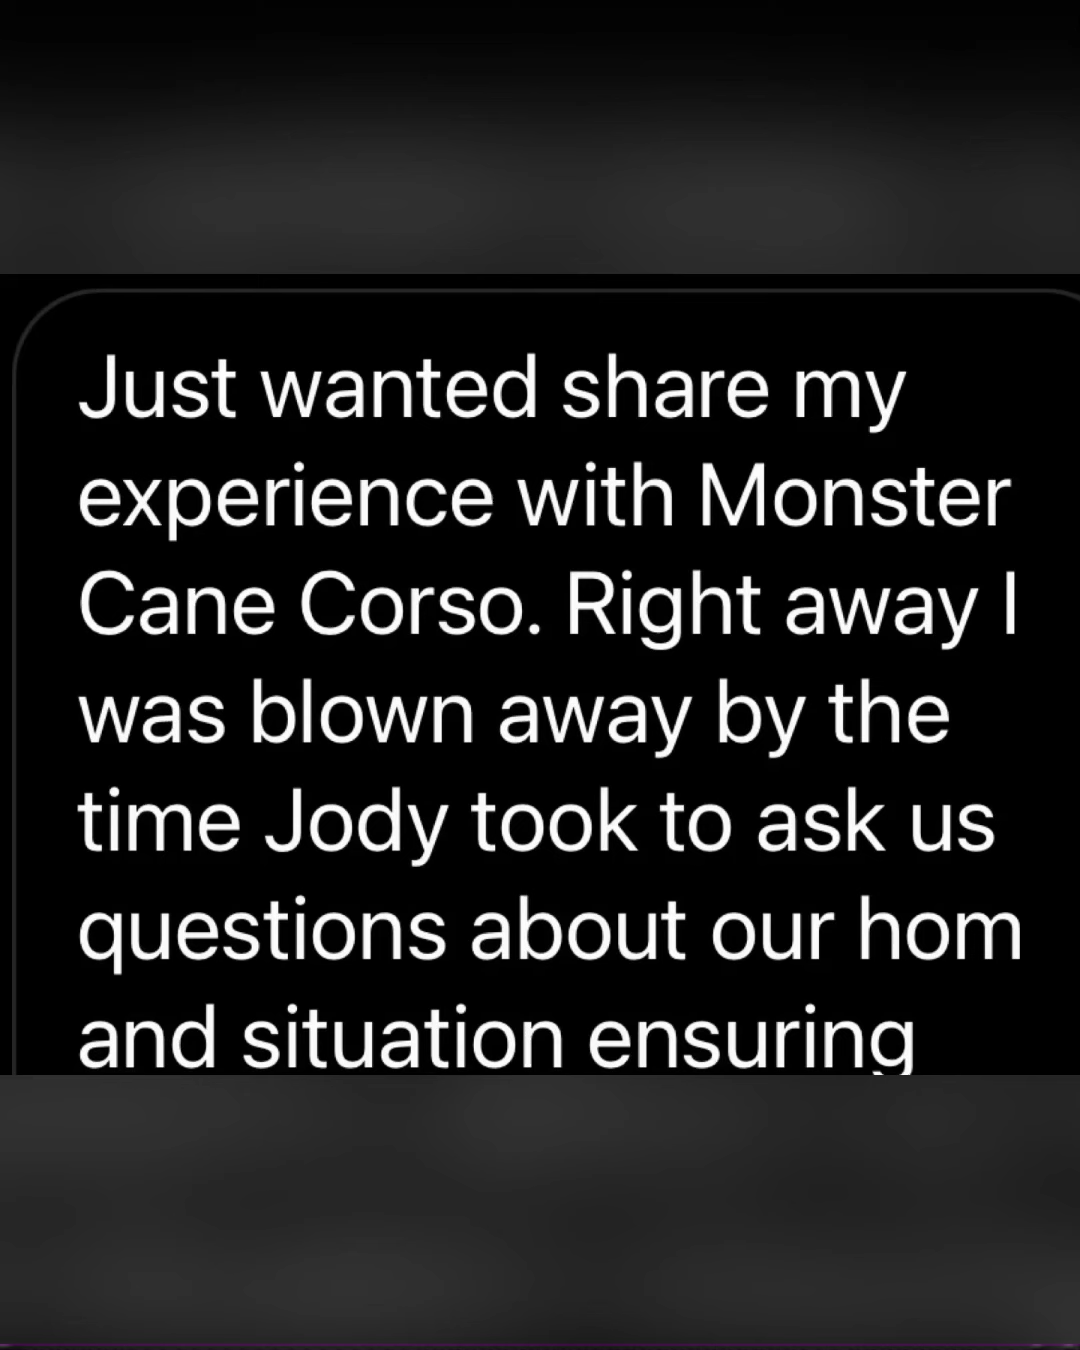 Just wanted share my
experience with Monster
Cane Corso. Right away I
was blown away by the
time Jody took to ask us
questions about our hom
and situation ensuring